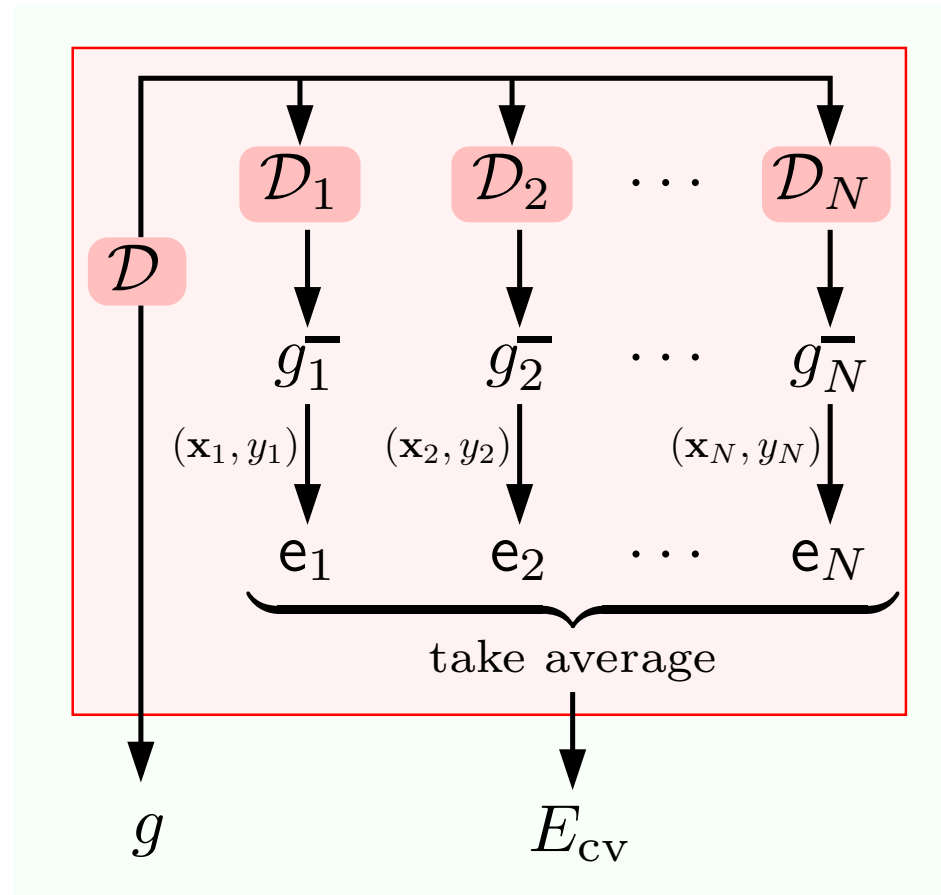 𝒟₁ 𝒟₂ ⋯ 𝒟_N
𝒟
g₁⁻ g₂⁻ ⋯ g_N⁻
(𝐱₁, y₁) (𝐱₂, y₂) (𝐱_N, y_N)
e₁ e₂ ⋯ e_N
take average
g E_cv